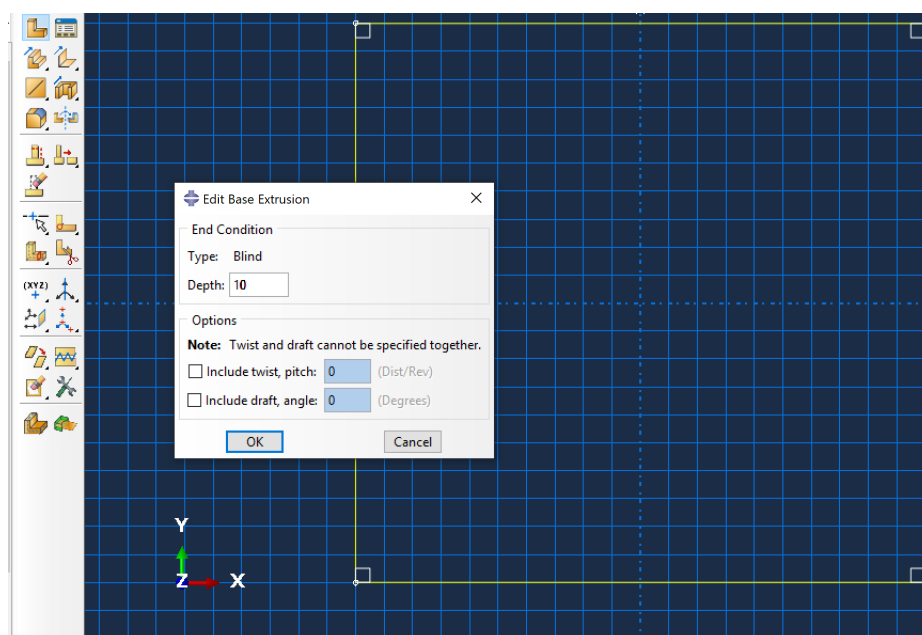 Edit Base Extrusion
End Condition
Type: Blind
Depth: 10
Options
Note: Twist and draft cannot be specified together.
Include twist, pitch: 0 (Dist/Rev)
Include draft, angle: 0 (Degrees)
OK Cancel
(XYZ)
Y
Z X